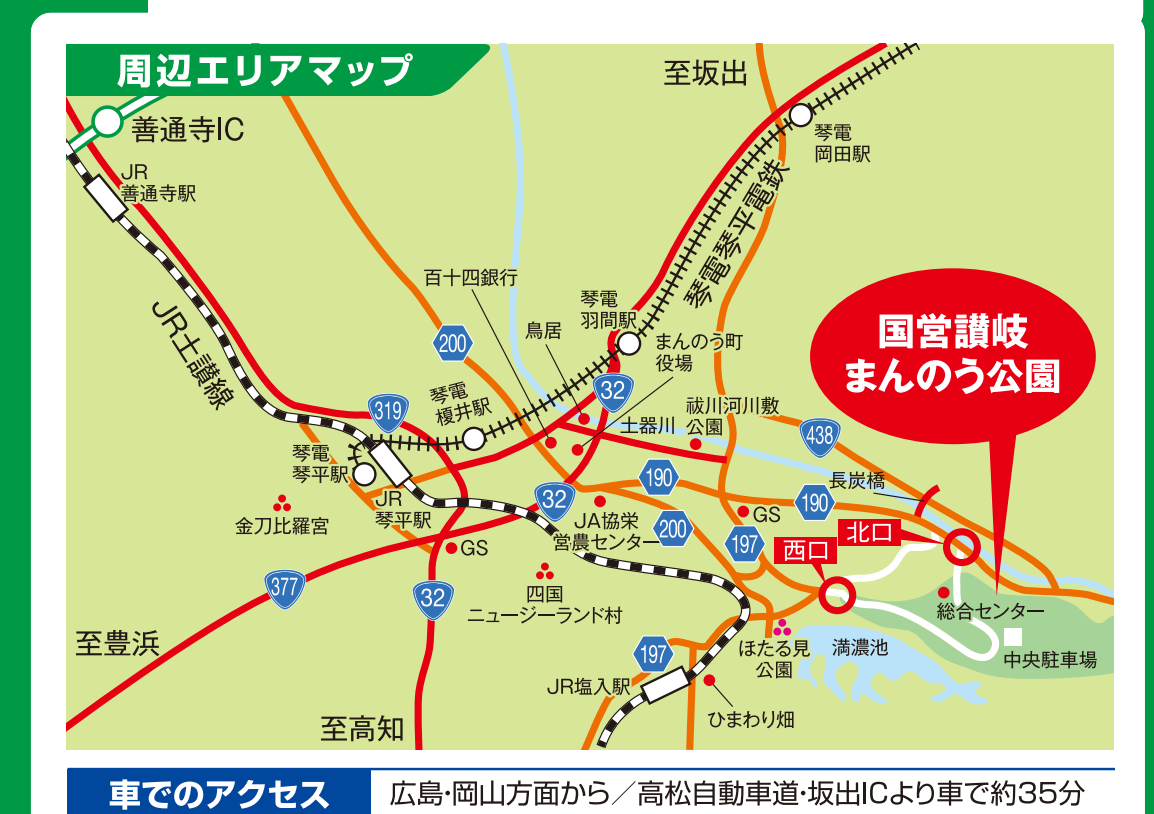 周辺エリアマップ
至坂出
善通寺IC
琴電
岡田駅
JR
善通寺駅
琴電琴平電鉄
百十四銀行
琴電
羽間駅
JR土讃線
鳥居
まんのう町
役場
国営讃岐
まんのう公園
200
32
琴電
榎井駅
319
土器川
祓川河川敷
公園
438
琴電
琴平駅
190
長炭橋
JR
琴平駅
32
190
金刀比羅宮
JA協栄
営農センター
200
GS
197
西口
北口
GS
377
32
四国
ニュージーランド村
総合センター
至豊浜
197
ほたる見
公園
満濃池
中央駐車場
JR塩入駅
ひまわり畑
至高知
車でのアクセス
広島・岡山方面から／高松自動車道・坂出ICより車で約35分